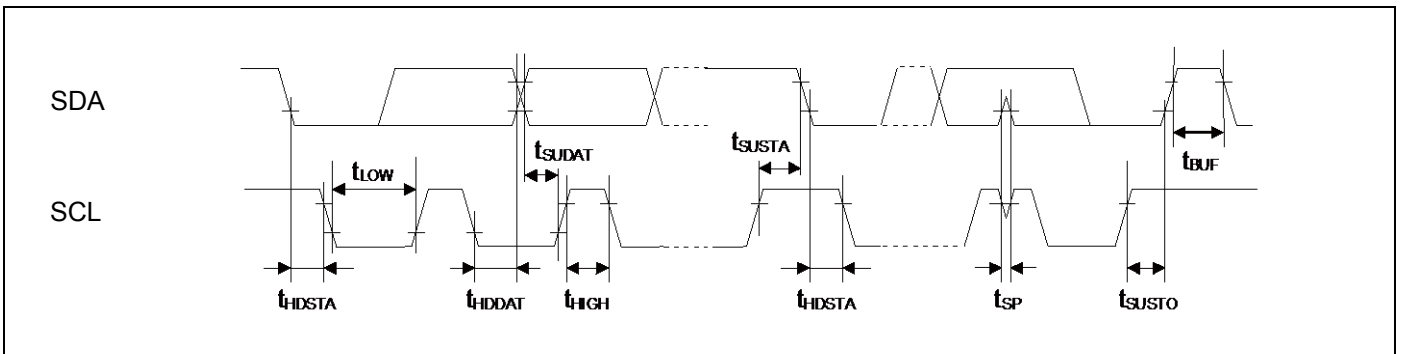 SDA
tSUDAT
tSUSTA
tBUF
tLOW
SCL
tHDSTA
tHDDAT
tHIGH
tHDSTA
tSP
tSUSTO